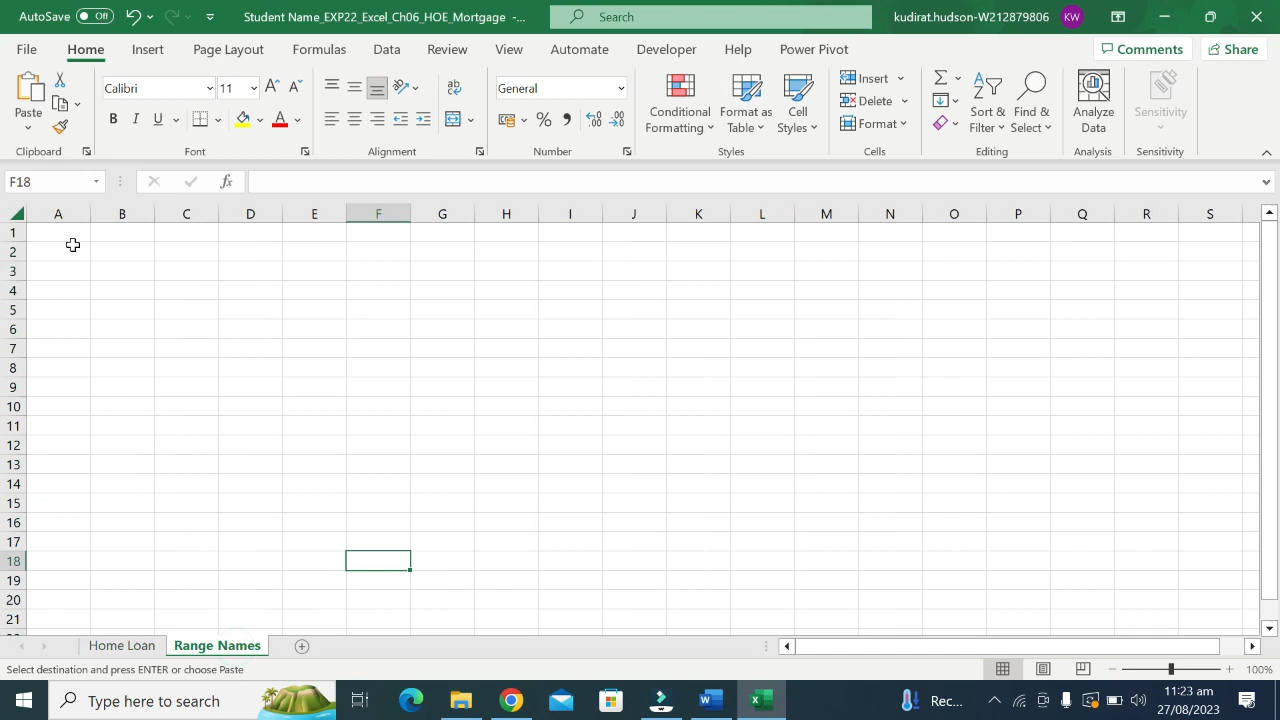 AutoSave Off Student Name_EXP22_Excel_Ch06_HOE_Mortgage -... Search kudirat.hudson-W212879806 KW
File Home Insert Page Layout Formulas Data Review View Automate Developer Help Power Pivot Comments Share
Paste Calibri 11 General Conditional Formatting Format as Table Cell Styles Insert Delete Format Sort & Filter Find & Select Analyze Data Sensitivity
Clipboard Font Alignment Number Styles Cells Editing Analysis Sensitivity
F18 fx
A B C D E F G H I J K L M N O P Q R S
1
2
3
4
5
6
7
8
9
10
11
12
13
14
15
16
17
18
19
20
21
Home Loan Range Names
Select destination and press ENTER or choose Paste 100%
Type here to search Rec... 11:23 am
27/08/2023